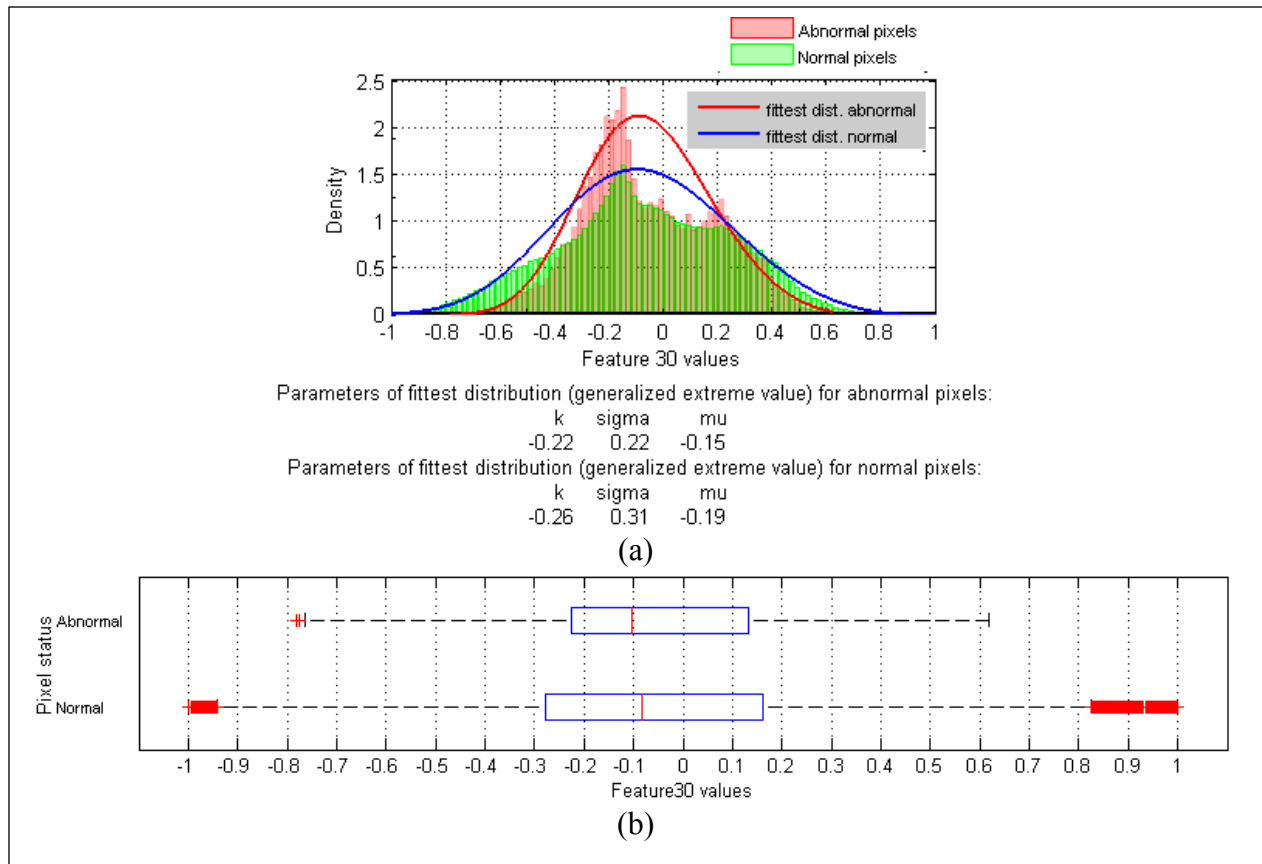 Abnormal pixels
Normal pixels
fittest dist. abnormal
fittest dist. normal
2.5
2
1.5
1
0.5
0
Density
-1 -0.8 -0.6 -0.4 -0.2 0 0.2 0.4 0.6 0.8 1
Feature 30 values
Parameters of fittest distribution (generalized extreme value) for abnormal pixels:
k sigma mu
-0.22 0.22 -0.15
Parameters of fittest distribution (generalized extreme value) for normal pixels:
k sigma mu
-0.26 0.31 -0.19
(a)
Pixel status
Abnormal
Normal
-1 -0.9 -0.8 -0.7 -0.6 -0.5 -0.4 -0.3 -0.2 -0.1 0 0.1 0.2 0.3 0.4 0.5 0.6 0.7 0.8 0.9 1
Feature30 values
(b)